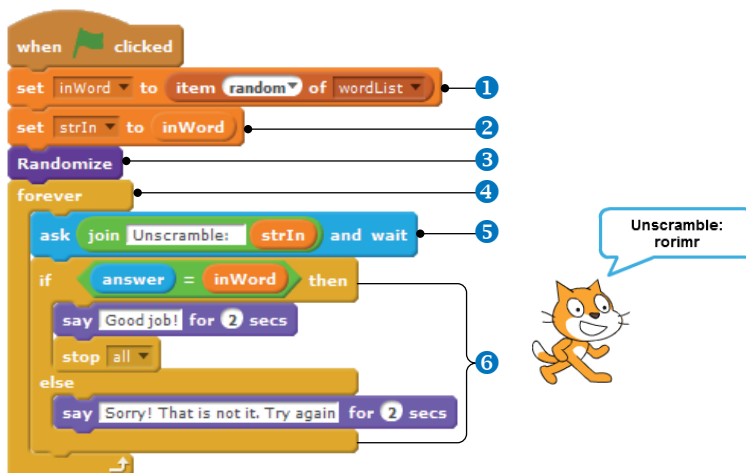 when clicked
set inWord to item random of wordList 1
set strIn to inWord 2
Randomize 3
forever 4
ask join Unscramble: strIn and wait 5
if answer = inWord then
say Good job! for 2 secs
stop all
6
else
say Sorry! That is not it. Try again for 2 secs
Unscramble:
rorimr